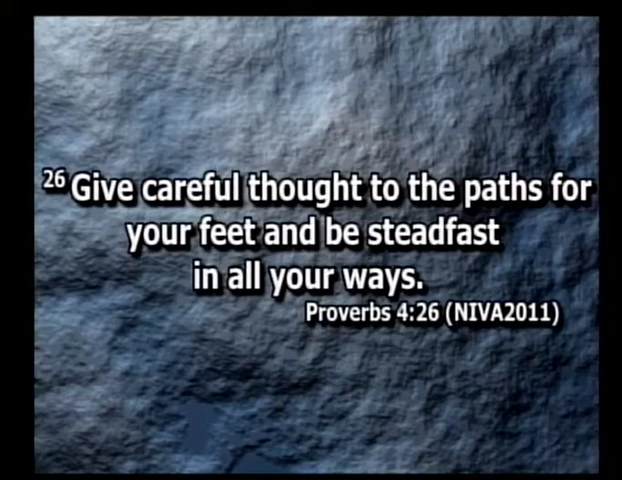 26 Give careful thought to the paths for
your feet and be steadfast
in all your ways.
Proverbs 4:26 (NIVA2011)